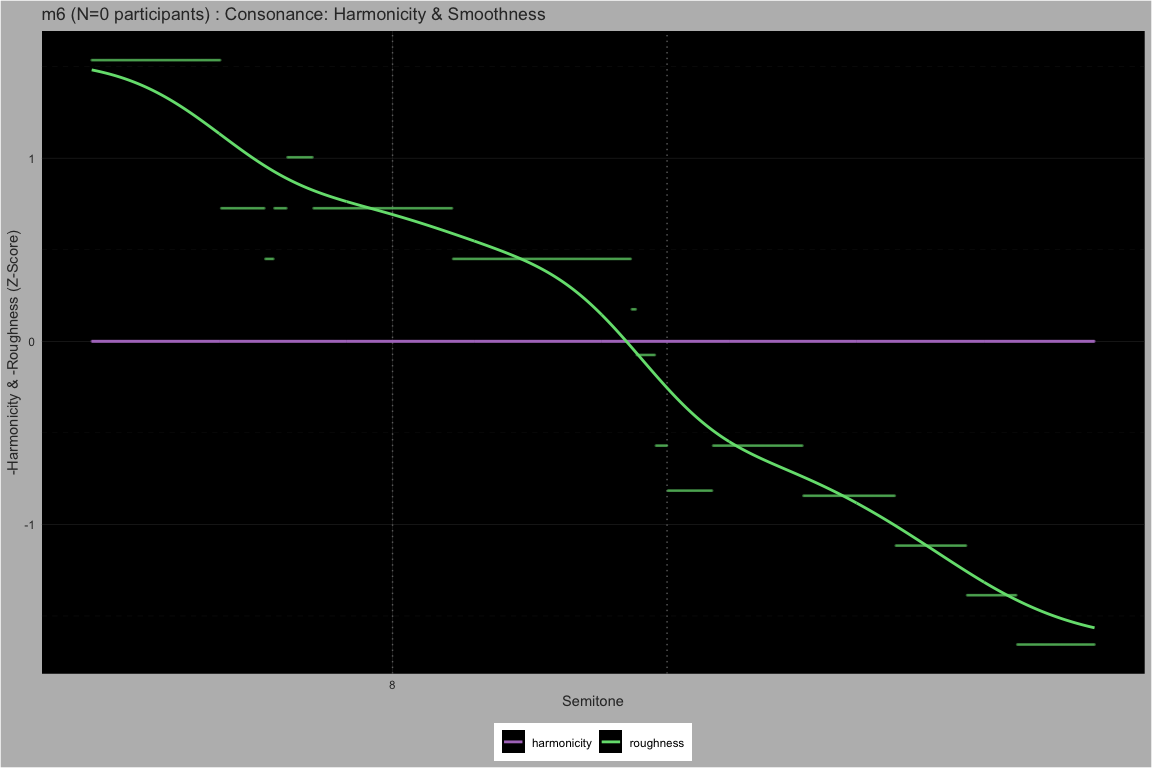 m6 (N=0 participants) : Consonance: Harmonicity & Smoothness
-Harmonicity & -Roughness (Z-Score)
1
0
-1
8
Semitone
harmonicity
roughness